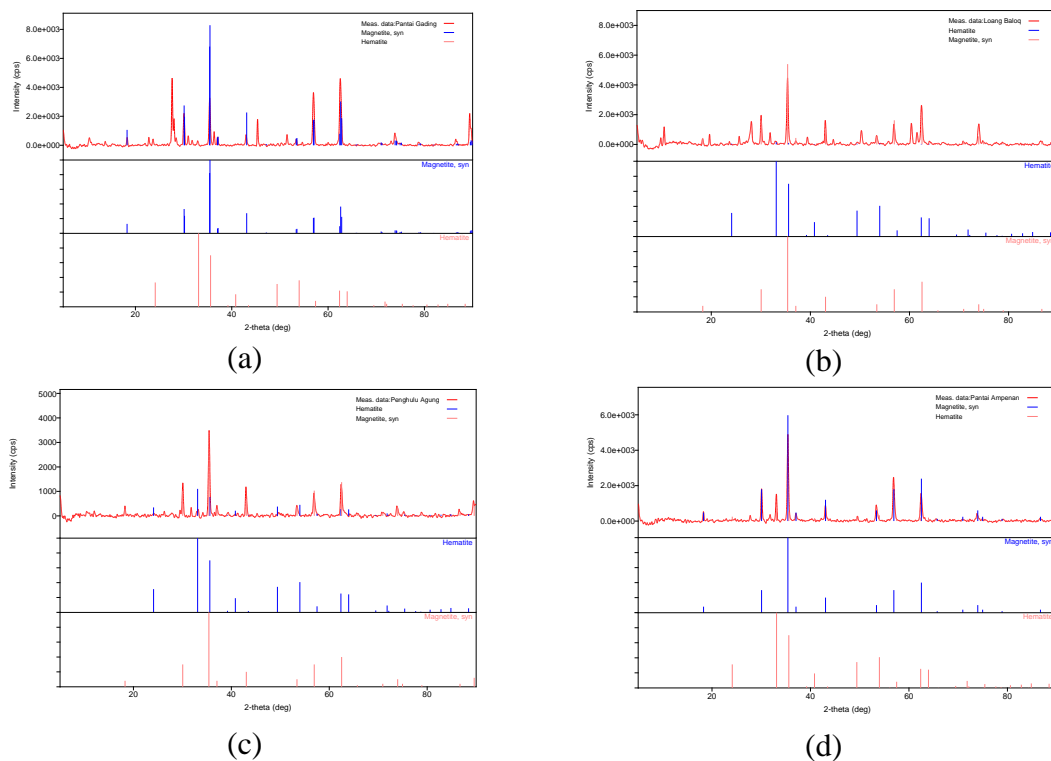 Meas. data:Pantai Gading
Magnetite, syn
Hematite
Intensity (cps)
8.0e+003
6.0e+003
4.0e+003
2.0e+003
0.0e+000
Magnetite, syn
Hematite
20 40 60 80
2-theta (deg)
(a)
Meas. data:Loang Baloq
Hematite
Magnetite, syn
Intensity (cps)
8.0e+003
6.0e+003
4.0e+003
2.0e+003
0.0e+000
Hematite
Magnetite, syn
20 40 60 80
2-theta (deg)
(b)
Meas. data:Penghulu Agung
Hematite
Magnetite, syn
Intensity (cps)
5000
4000
3000
2000
1000
0
Hematite
Magnetite, syn
20 40 60 80
2-theta (deg)
(c)
Meas. data:Pantai Ampenan
Magnetite, syn
Hematite
Intensity (cps)
6.0e+003
4.0e+003
2.0e+003
0.0e+000
Magnetite, syn
Hematite
20 40 60 80
2-theta (deg)
(d)